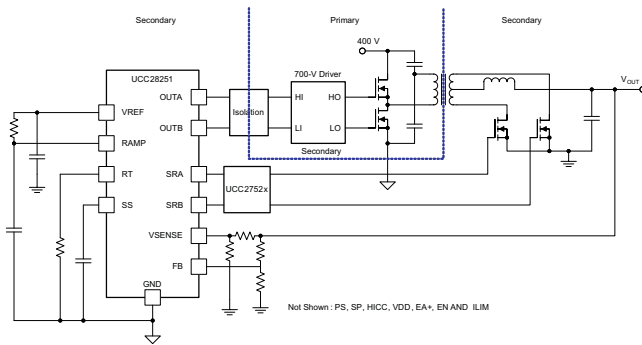 Secondary
Primary
Secondary
400 V
UCC28251
700-V Driver
VOUT
OUTA
HI
HO
VREF
Isolation
OUTB
LI
LO
RAMP
Secondary
RT
SRA
UCC2752x
SS
SRB
VSENSE
FB
GND
Not Shown : PS, SP, HICC, VDD, EA+, EN AND ILIM